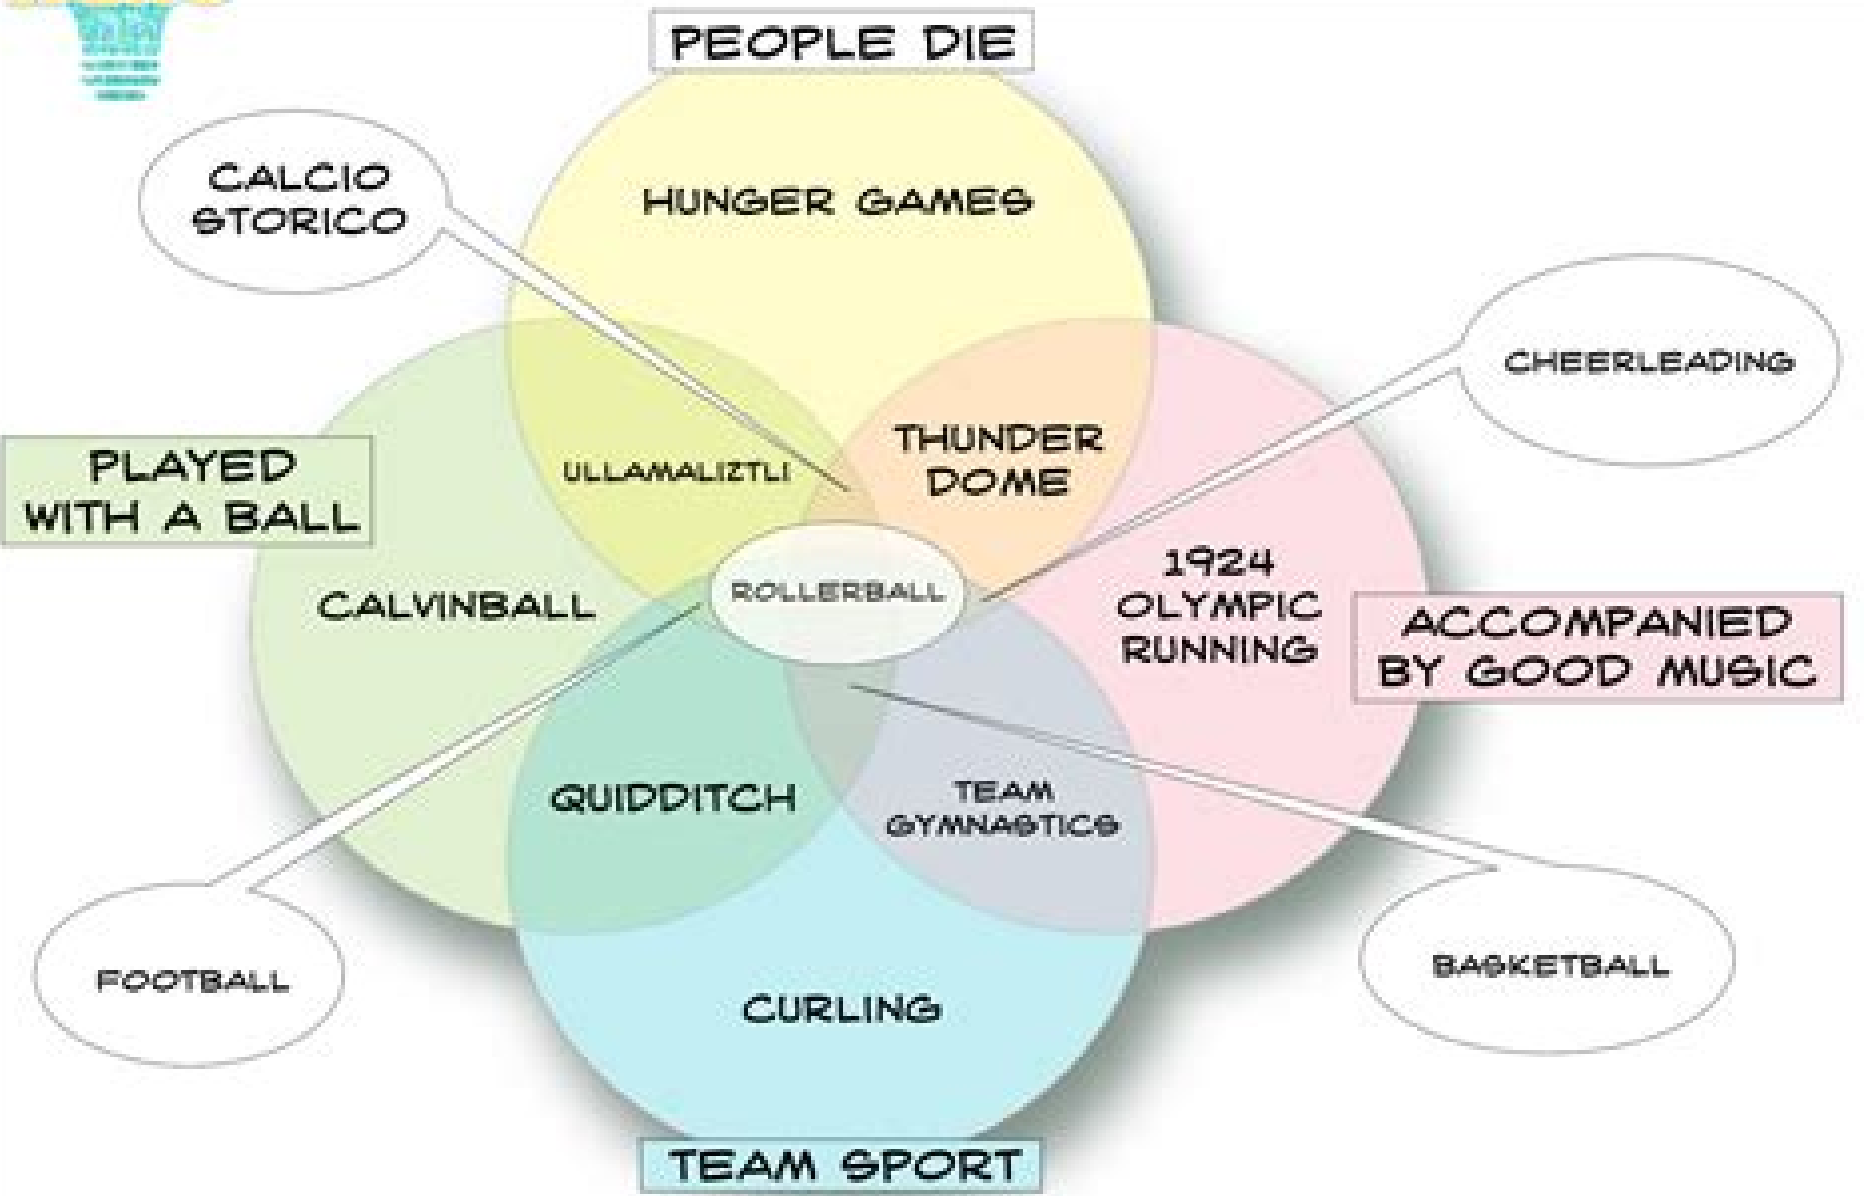 PEOPLE DIE
CALCIO
STORICO
HUNGER GAMES
CHEERLEADING
THUNDER
DOME
ULLAMALIZTLI
PLAYED
WITH A BALL
ROLLERBALL
1924
OLYMPIC
RUNNING
CALVINBALL
ACCOMPANIED
BY GOOD MUSIC
QUIDDITCH
TEAM
GYMNASTICS
FOOTBALL
BASKETBALL
CURLING
TEAM SPORT